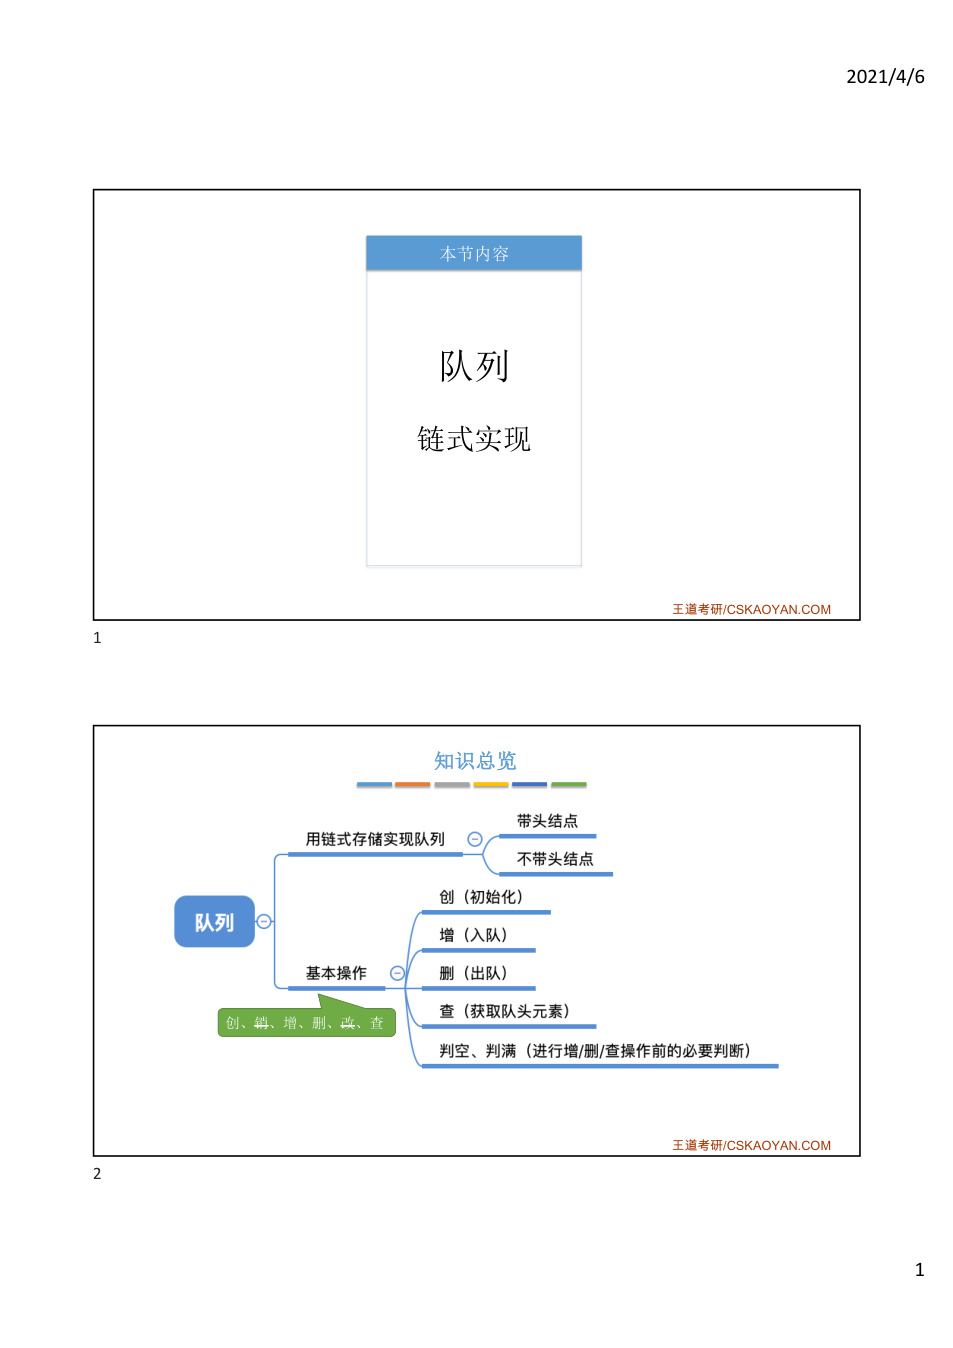 2021/4/6
本节内容
队列
链式实现
王道考研/CSKAOYAN.COM
1
知识总览
带头结点
用链式存储实现队列
不带头结点
创（初始化）
队列
增（入队）
基本操作
删（出队）
查（获取队头元素）
创、销、增、删、改、查
判空、判满（进行增/删/查操作前的必要判断）
王道考研/CSKAOYAN.COM
2
1